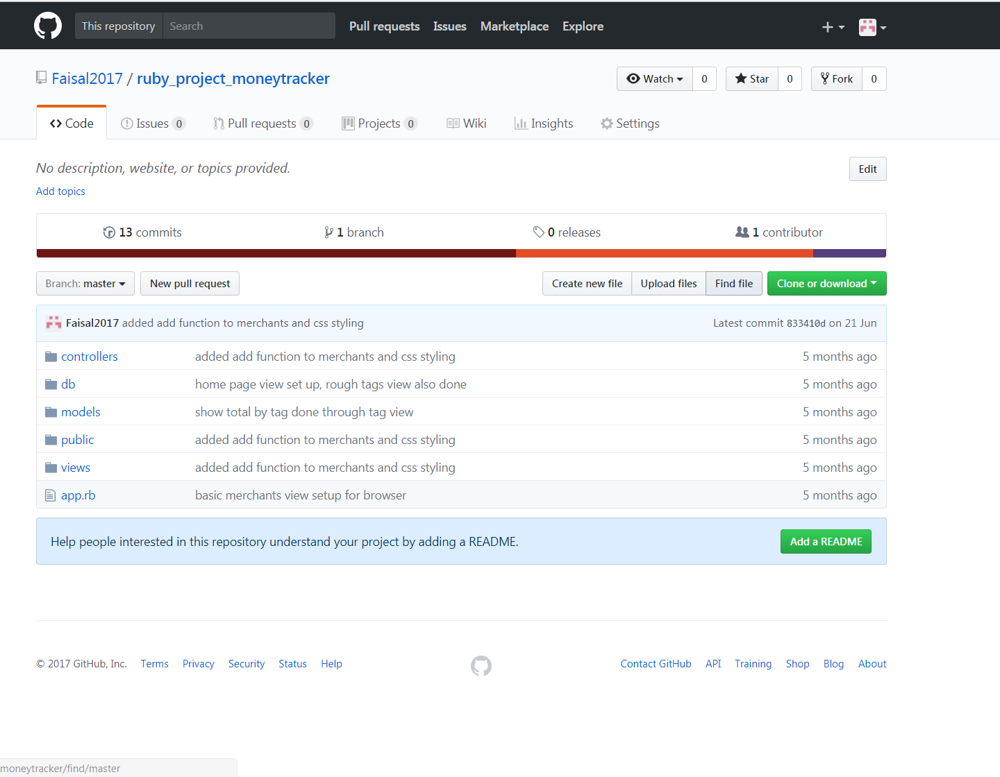 This repository Search Pull requests Issues Marketplace Explore
Faisal2017 / ruby_project_moneytracker Watch 0 Star 0 Fork 0
Code Issues 0 Pull requests 0 Projects 0 Wiki Insights Settings
No description, website, or topics provided. Edit
Add topics
13 commits 1 branch 0 releases 1 contributor
Branch: master New pull request Create new file Upload files Find file Clone or download
Faisal2017 added add function to merchants and css styling Latest commit 833410d on 21 Jun
controllers added add function to merchants and css styling 5 months ago
db home page view set up, rough tags view also done 5 months ago
models show total by tag done through tag view 5 months ago
public added add function to merchants and css styling 5 months ago
views added add function to merchants and css styling 5 months ago
app.rb basic merchants view setup for browser 5 months ago
Help people interested in this repository understand your project by adding a README. Add a README
© 2017 GitHub, Inc. Terms Privacy Security Status Help Contact GitHub API Training Shop Blog About
moneytracker/find/master